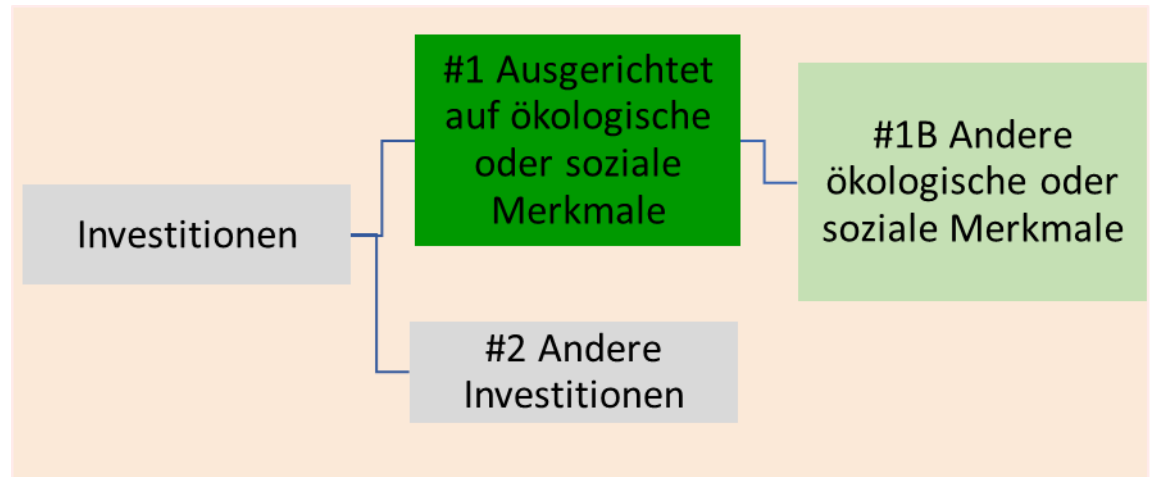 Investitionen
#1 Ausgerichtet
auf ökologische
oder soziale
Merkmale
#1B Andere
ökologische oder
soziale Merkmale
#2 Andere
Investitionen